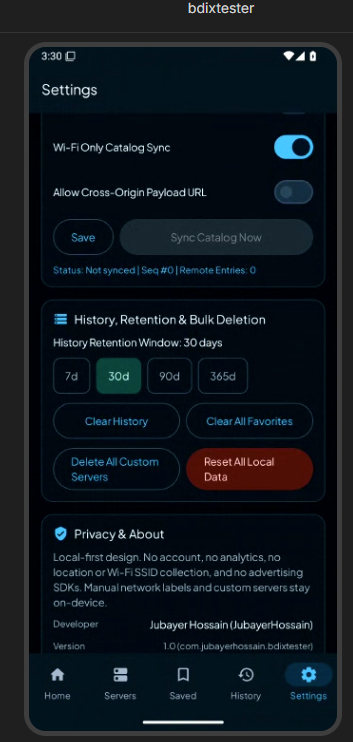 bdixtester
3:30
Settings
Wi-Fi Only Catalog Sync
Allow Cross-Origin Payload URL
Save
Sync Catalog Now
Status: Not synced | Seq #0 | Remote Entries: 0
History, Retention & Bulk Deletion
History Retention Window: 30 days
7d
30d
90d
365d
Clear History
Clear All Favorites
Delete All Custom
Servers
Reset All Local
Data
Privacy & About
Local-first design. No account, no analytics, no
location or Wi-Fi SSID collection, and no advertising
SDKs. Manual network labels and custom servers stay
on-device.
Developer
Jubayer Hossain (JubayerHossain)
Version
1.0 (com.jubayerhossain.bdixtester)
Home
Servers
Saved
History
Settings